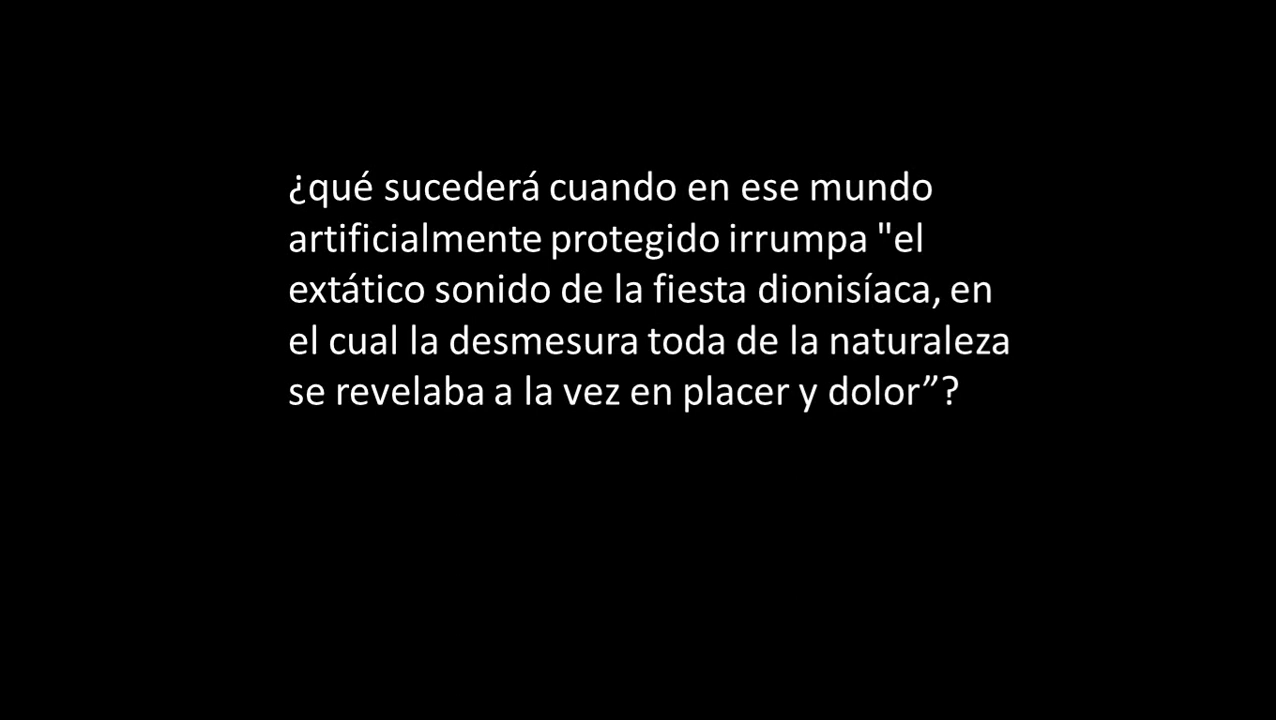 ¿qué sucederá cuando en ese mundo
artificialmente protegido irrumpa "el
extático sonido de la fiesta dionisíaca, en
el cual la desmesura toda de la naturaleza
se revelaba a la vez en placer y dolor”?